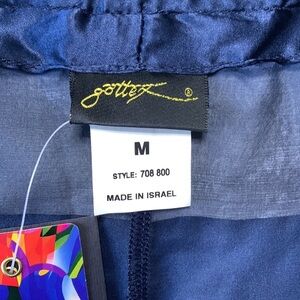 gottex ®
M
STYLE: 708 800
MADE IN ISRAEL